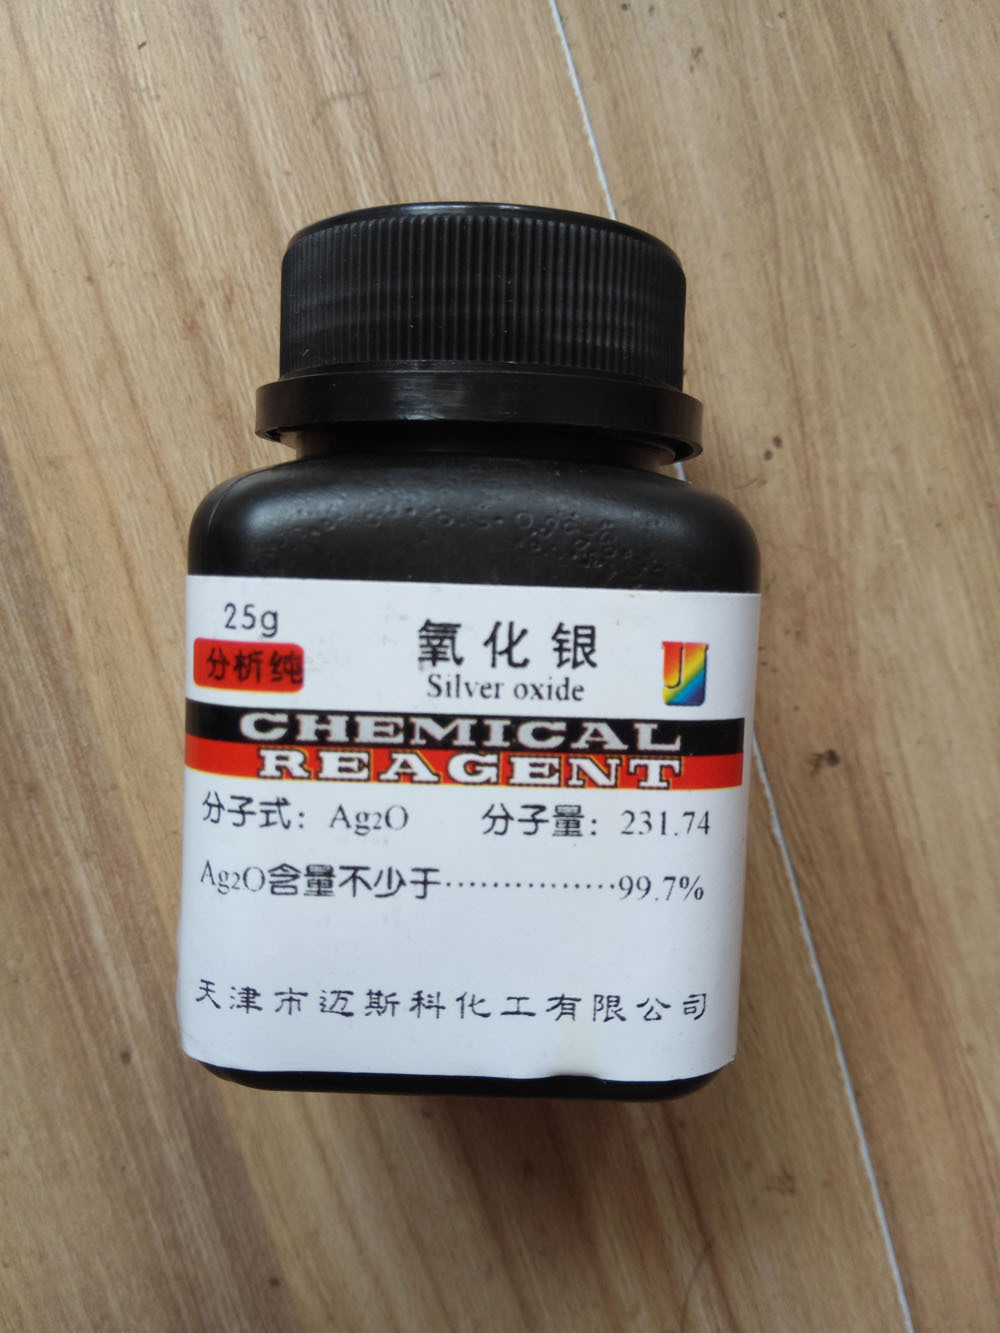 25g
分析纯
氧化银
Silver oxide
CHEMICAL
REAGENT
分子式：Ag2O 分子量：231.74
Ag2O含量不少于···············99.7%
天津市迈斯科化工有限公司